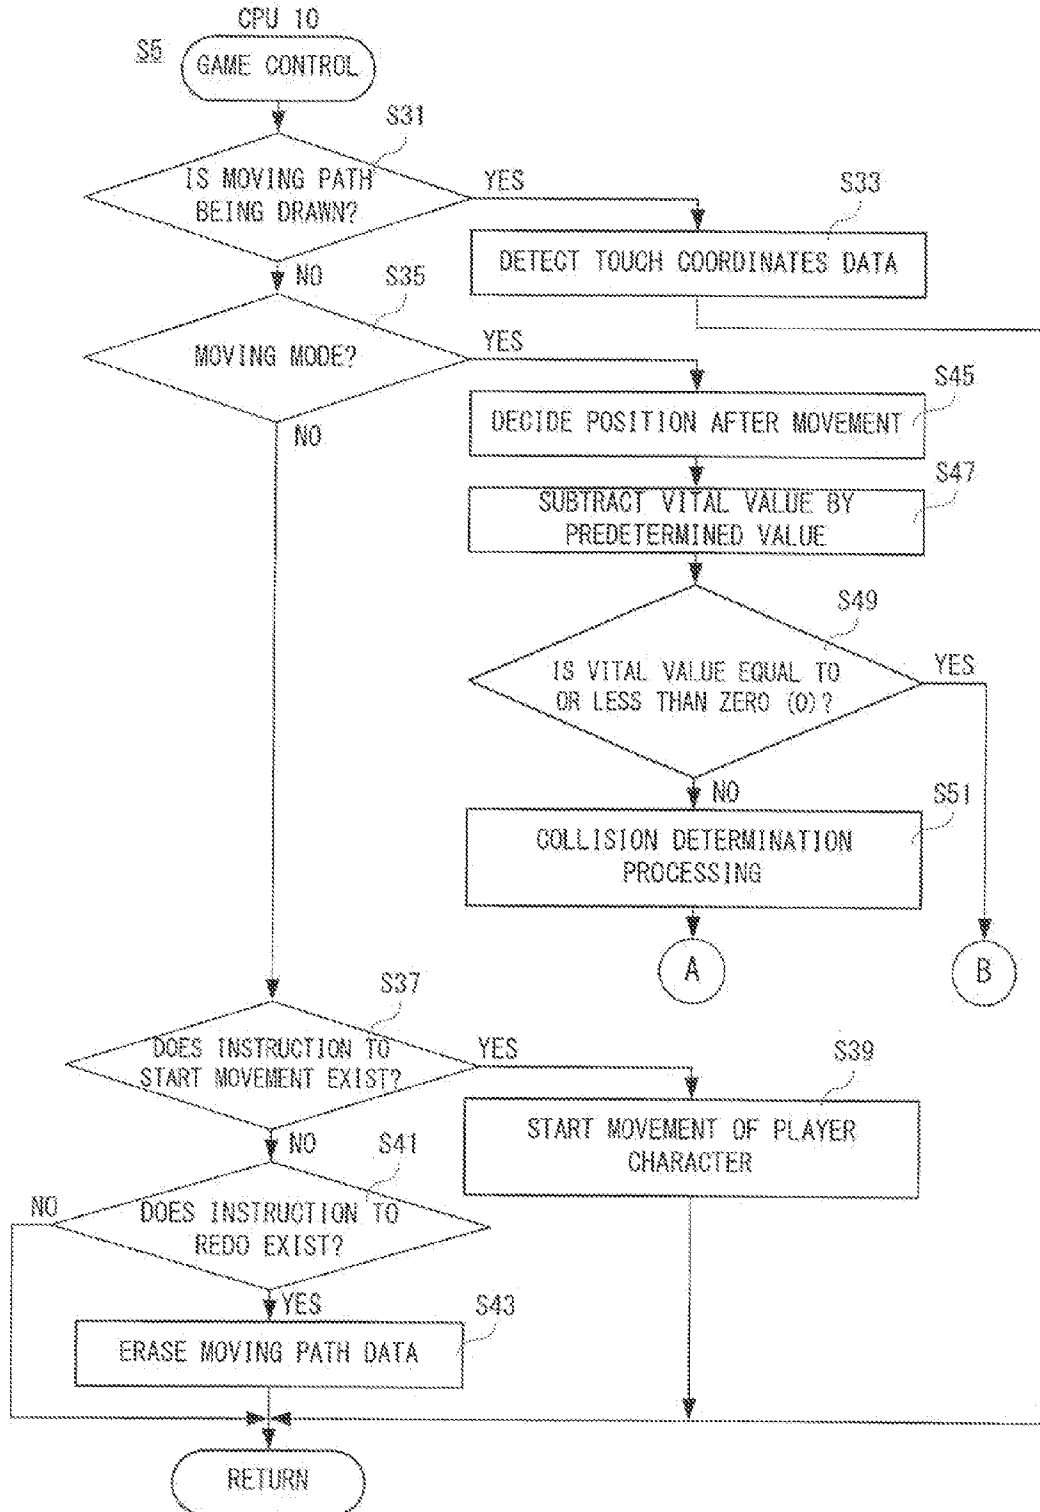 CPU 10
S5
GAME CONTROL
S31
IS MOVING PATH
BEING DRAWN?
YES
S33
DETECT TOUCH COORDINATES DATA
NO
S35
MOVING MODE?
YES
S45
DECIDE POSITION AFTER MOVEMENT
NO
S47
SUBTRACT VITAL VALUE BY
PREDETERMINED VALUE
S49
IS VITAL VALUE EQUAL TO
OR LESS THAN ZERO (0)?
YES
NO
S51
COLLISION DETERMINATION
PROCESSING
A
B
S37
DOES INSTRUCTION TO
START MOVEMENT EXIST?
YES
S39
START MOVEMENT OF PLAYER
CHARACTER
NO
S41
NO
DOES INSTRUCTION TO
REDO EXIST?
YES
S43
ERASE MOVING PATH DATA
RETURN